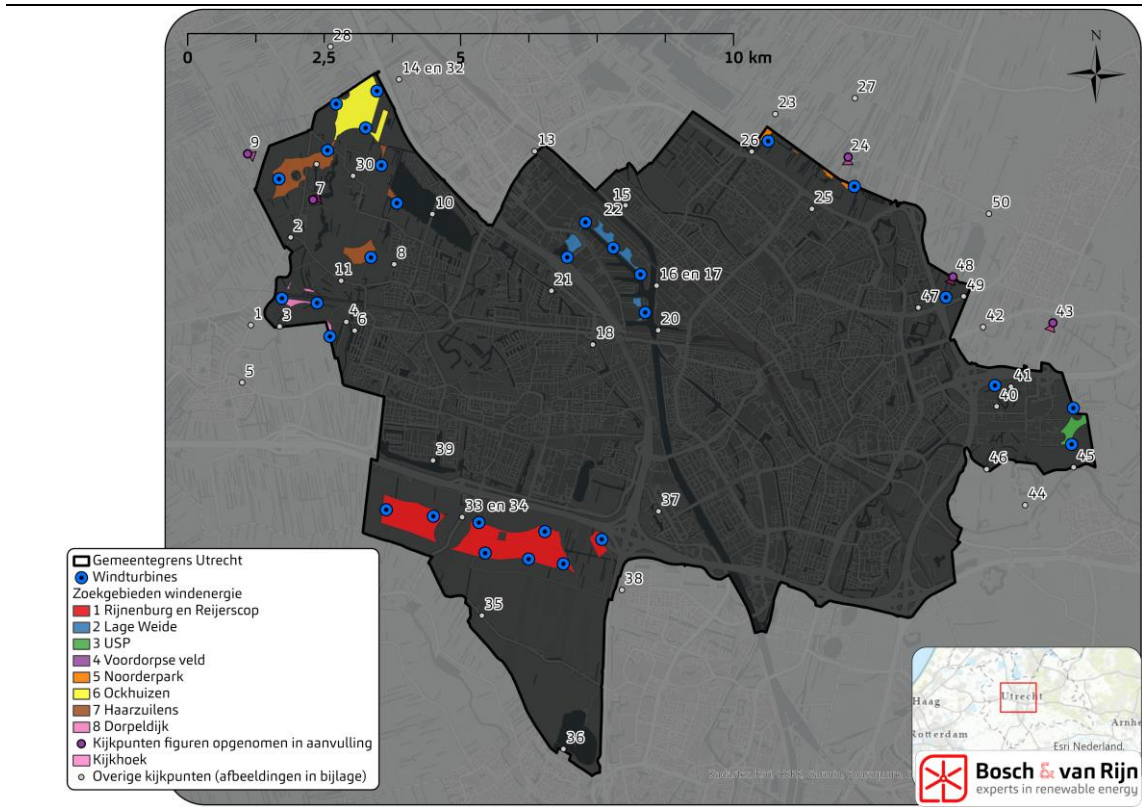 0 2,5 5 10 km
N
28
14 en 32
27
23
9
13
26
24
30
7
15
10
22
25
50
2
8
11
16 en 17
48
21
49
1
3
4
6
47
43
20
42
18
5
41
40
39
46
45
33 en 34
37
44
38
35
36
Gemeentegrens Utrecht
Windturbines
Zoekgebieden windenergie
1 Rijnenburg en Reijerscop
2 Lage Weide
3 USP
4 Voordorpse veld
5 Noorderpark
6 Ockhuizen
7 Haarzuilens
8 Dorpeldijk
Kijkpunten figuren opgenomen in aanvulling
Kijkhoek
Overige kijkpunten (afbeeldingen in bijlage)
Utrecht
Haag
Rotterdam
Arnhe
Esri Nederland.
Bosch & van Rijn
experts in renewable energy